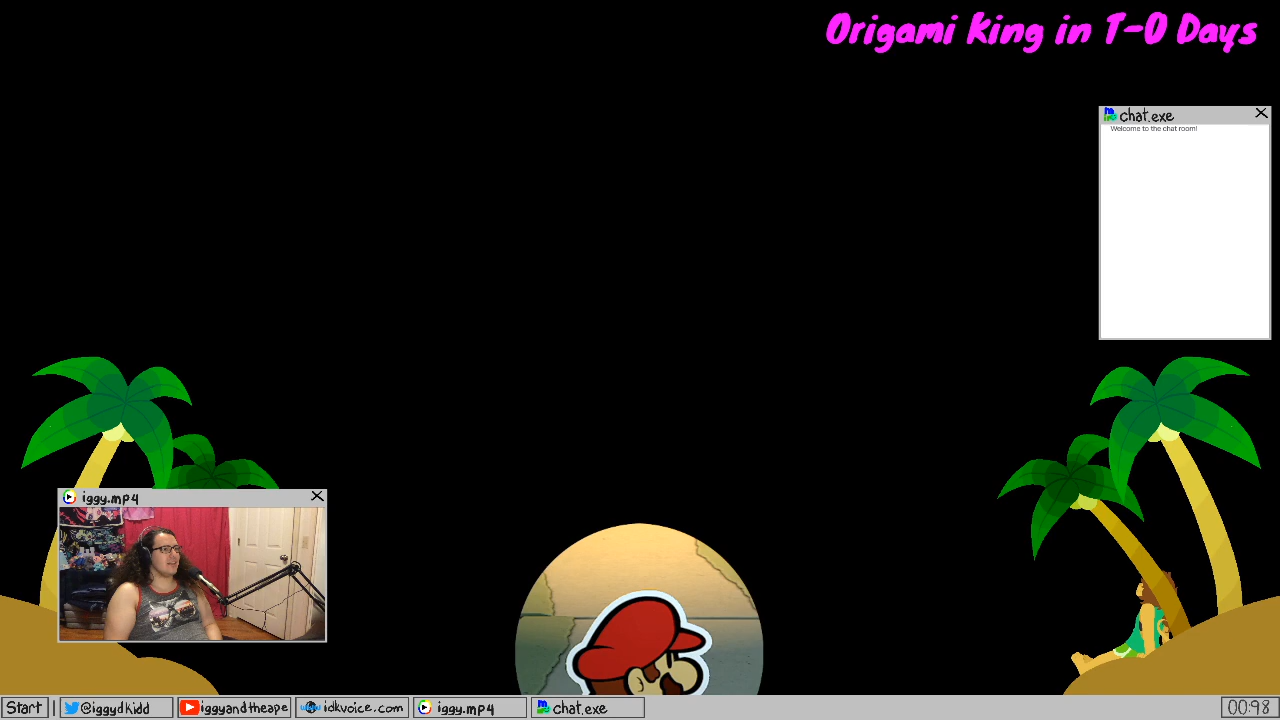 Origami King in T-0 Days
chat.exe
Welcome to the chat room!
iggy.mp4
Start
@iggydkidd
iggyandtheape
www
idkvoice.com
iggy.mp4
chat.exe
00:98